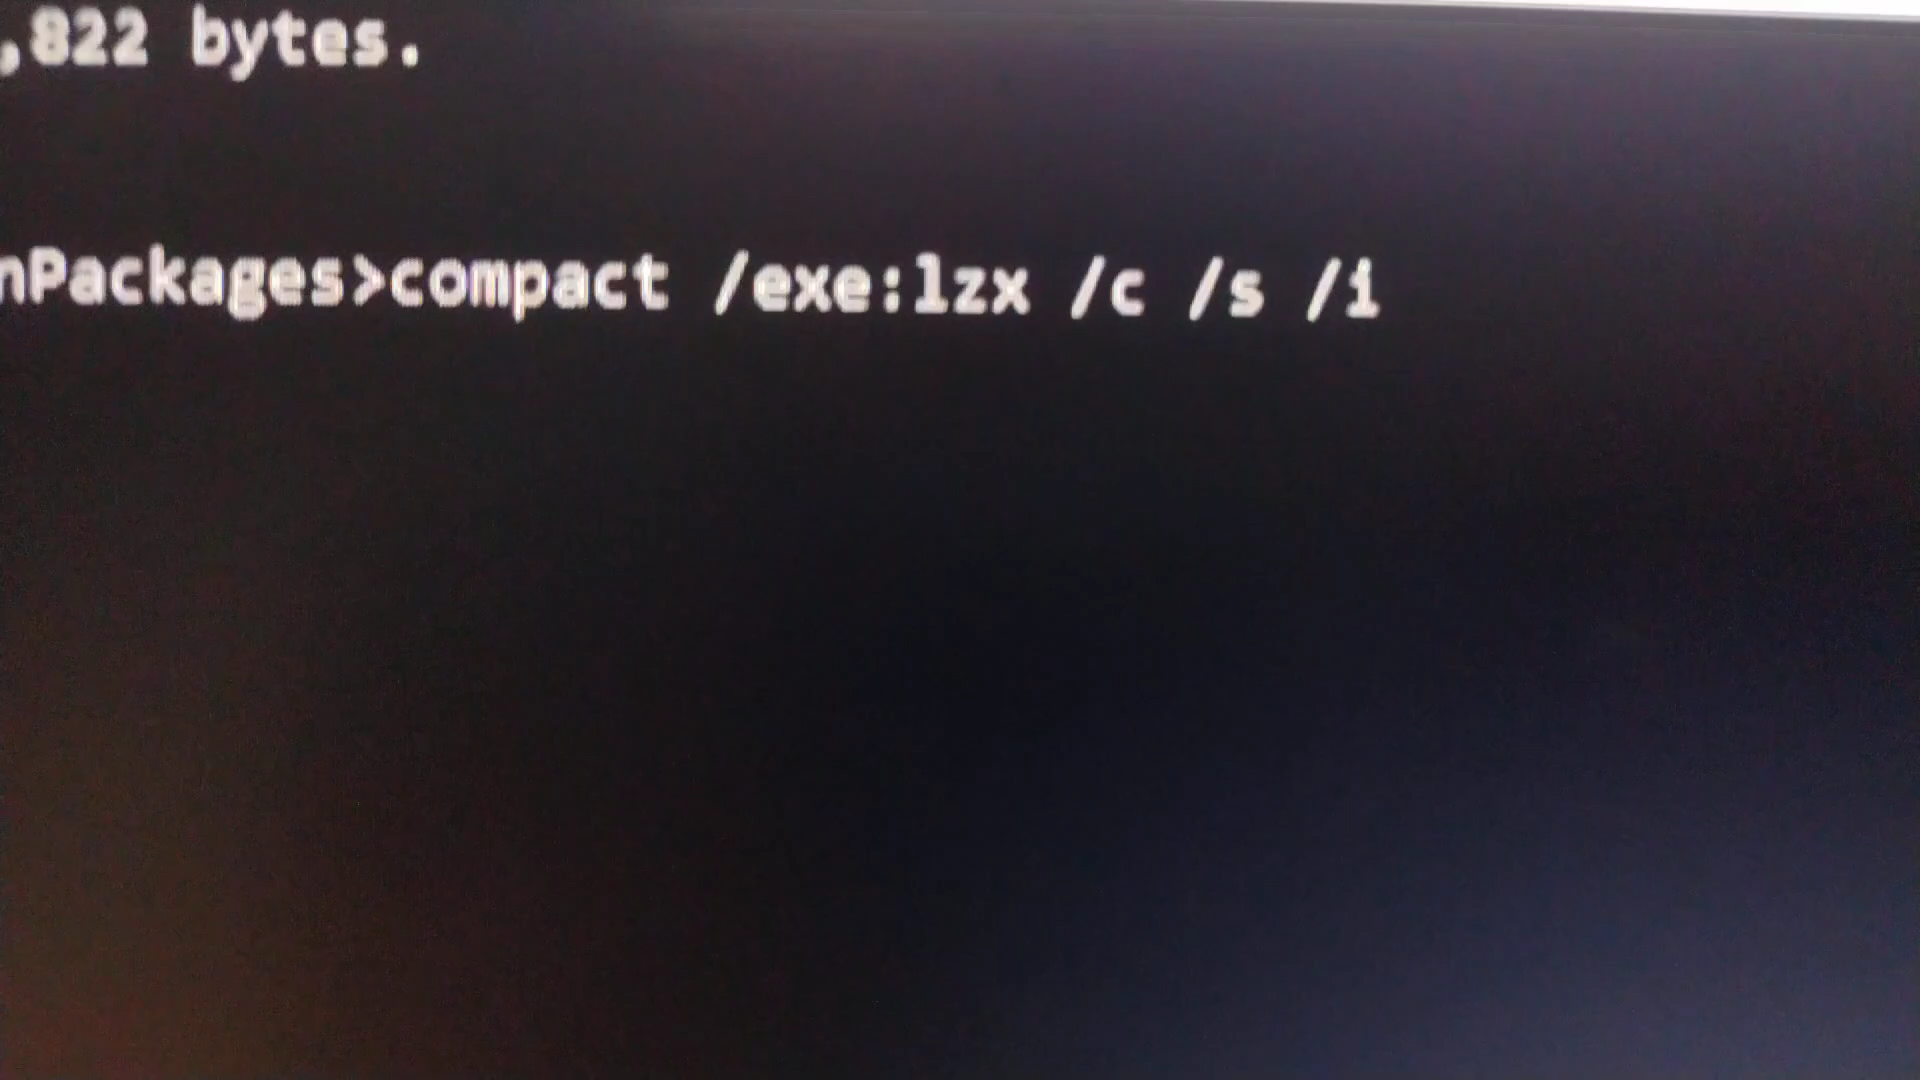 ,822 bytes.
nPackages>compact /exe:lzx /c /s /i